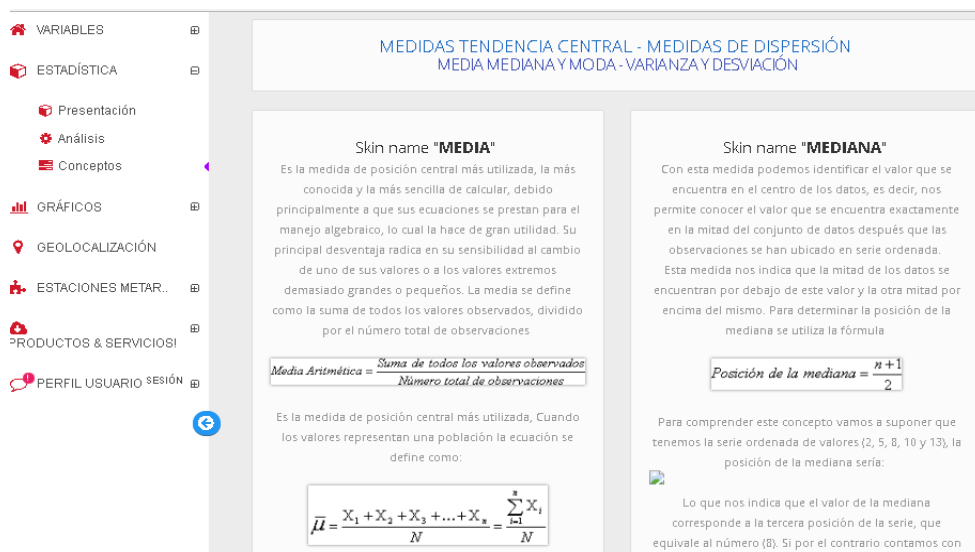 VARIABLES
ESTADÍSTICA
Presentación
Análisis
Conceptos
GRÁFICOS
GEOLOCALIZACIÓN
ESTACIONES METAR..
PRODUCTOS & SERVICIOS!
PERFIL USUARIO SESIÓN
MEDIDAS TENDENCIA CENTRAL - MEDIDAS DE DISPERSIÓN
MEDIA MEDIANA Y MODA - VARIANZA Y DESVIACIÓN
Skin name "MEDIA"
Es la medida de posición central más utilizada, la más
conocida y la más sencilla de calcular, debido
principalmente a que sus ecuaciones se prestan para el
manejo algebraico, lo cual la hace de gran utilidad. Su
principal desventaja radica en su sensibilidad al cambio
de uno de sus valores o a los valores extremos
demasiado grandes o pequeños. La media se define
como la suma de todos los valores observados, dividido
por el número total de observaciones
Media Aritmética = Suma de todos los valores observados / Número total de observaciones
Es la medida de posición central más utilizada, Cuando
los valores representan una población la ecuación se
define como:
μ̅ = X₁ + X₂ + X₃ + ... + Xₙ / N = ∑ⁿᵢ₌₁ Xᵢ / N
Skin name "MEDIANA"
Con esta medida podemos identificar el valor que se
encuentra en el centro de los datos, es decir, nos
permite conocer el valor que se encuentra exactamente
en la mitad del conjunto de datos después que las
observaciones se han ubicado en serie ordenada.
Esta medida nos indica que la mitad de los datos se
encuentran por debajo de este valor y la otra mitad por
encima del mismo. Para determinar la posición de la
mediana se utiliza la fórmula
Posición de la mediana = n + 1 / 2
Para comprender este concepto vamos a suponer que
tenemos la serie ordenada de valores (2, 5, 8, 10 y 13), la
posición de la mediana sería:
Lo que nos indica que el valor de la mediana
corresponde a la tercera posición de la serie, que
equivale al número (8). Si por el contrario contamos con